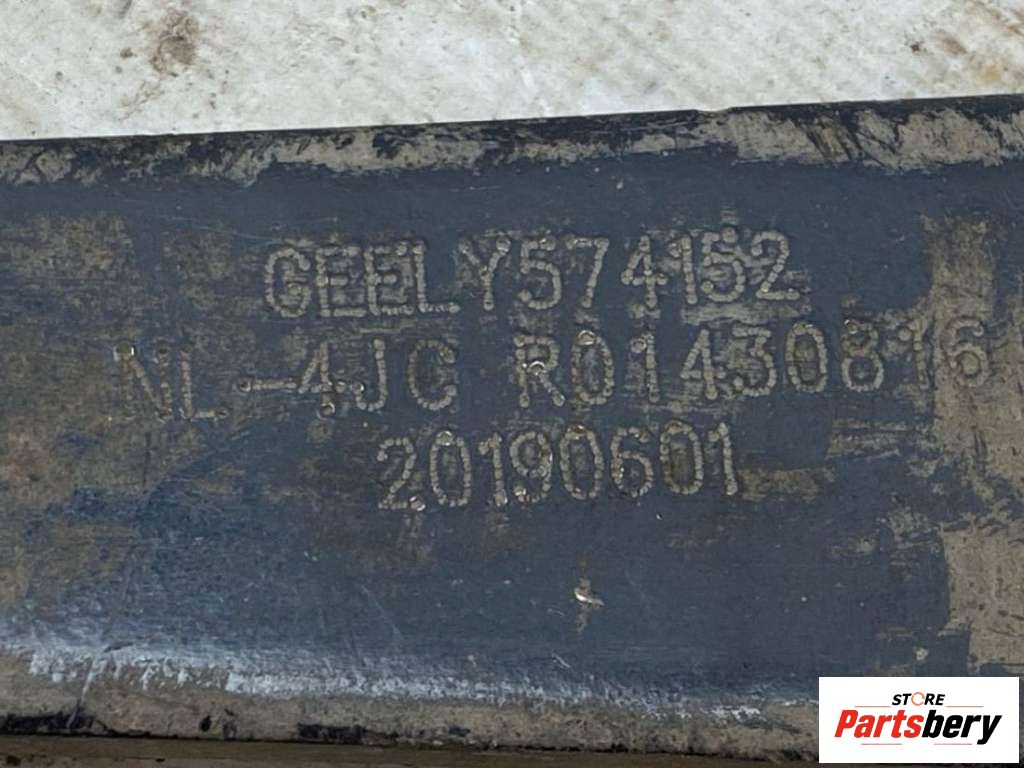 GEELY574152
NL-4JC R01430816
20190601
STORE
Partsbery